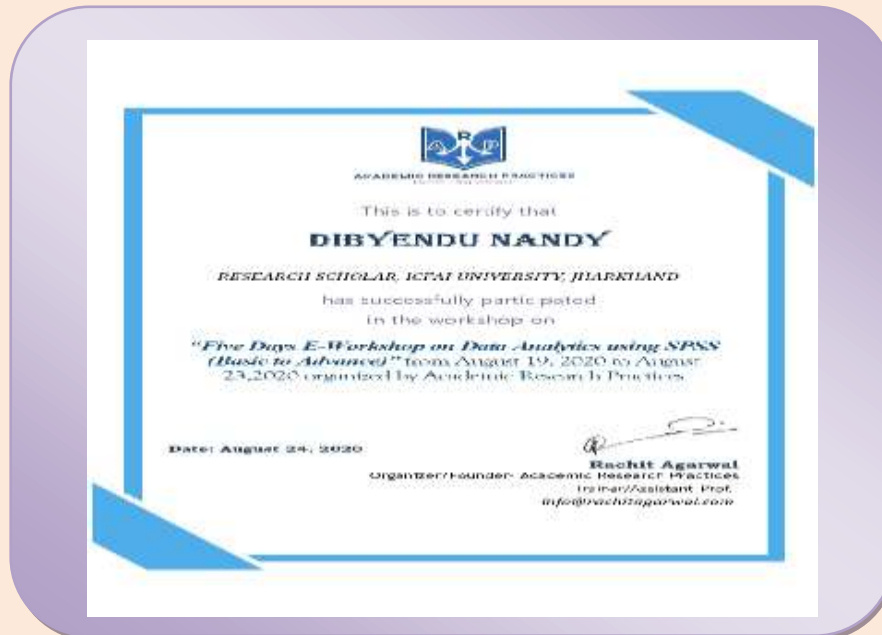 R
A P
ACADEMIC RESEARCH PRACTICES
This is to certify that
DIBYENDU NANDY
RESEARCH SCHOLAR, ICFAI UNIVERSITY, JHARKHAND
has successfully participated
in the workshop on
"Five Days E-Workshop on Data Analytics using SPSS
(Basic to Advance)" from August 19, 2020 to August
23,2020 organized by Academic Research Practices
Date: August 24, 2020
Rachit Agarwal
Organizer/Founder- Academic Research Practices
Trainer/Assistant Prof.
info@rachitagarwal.com